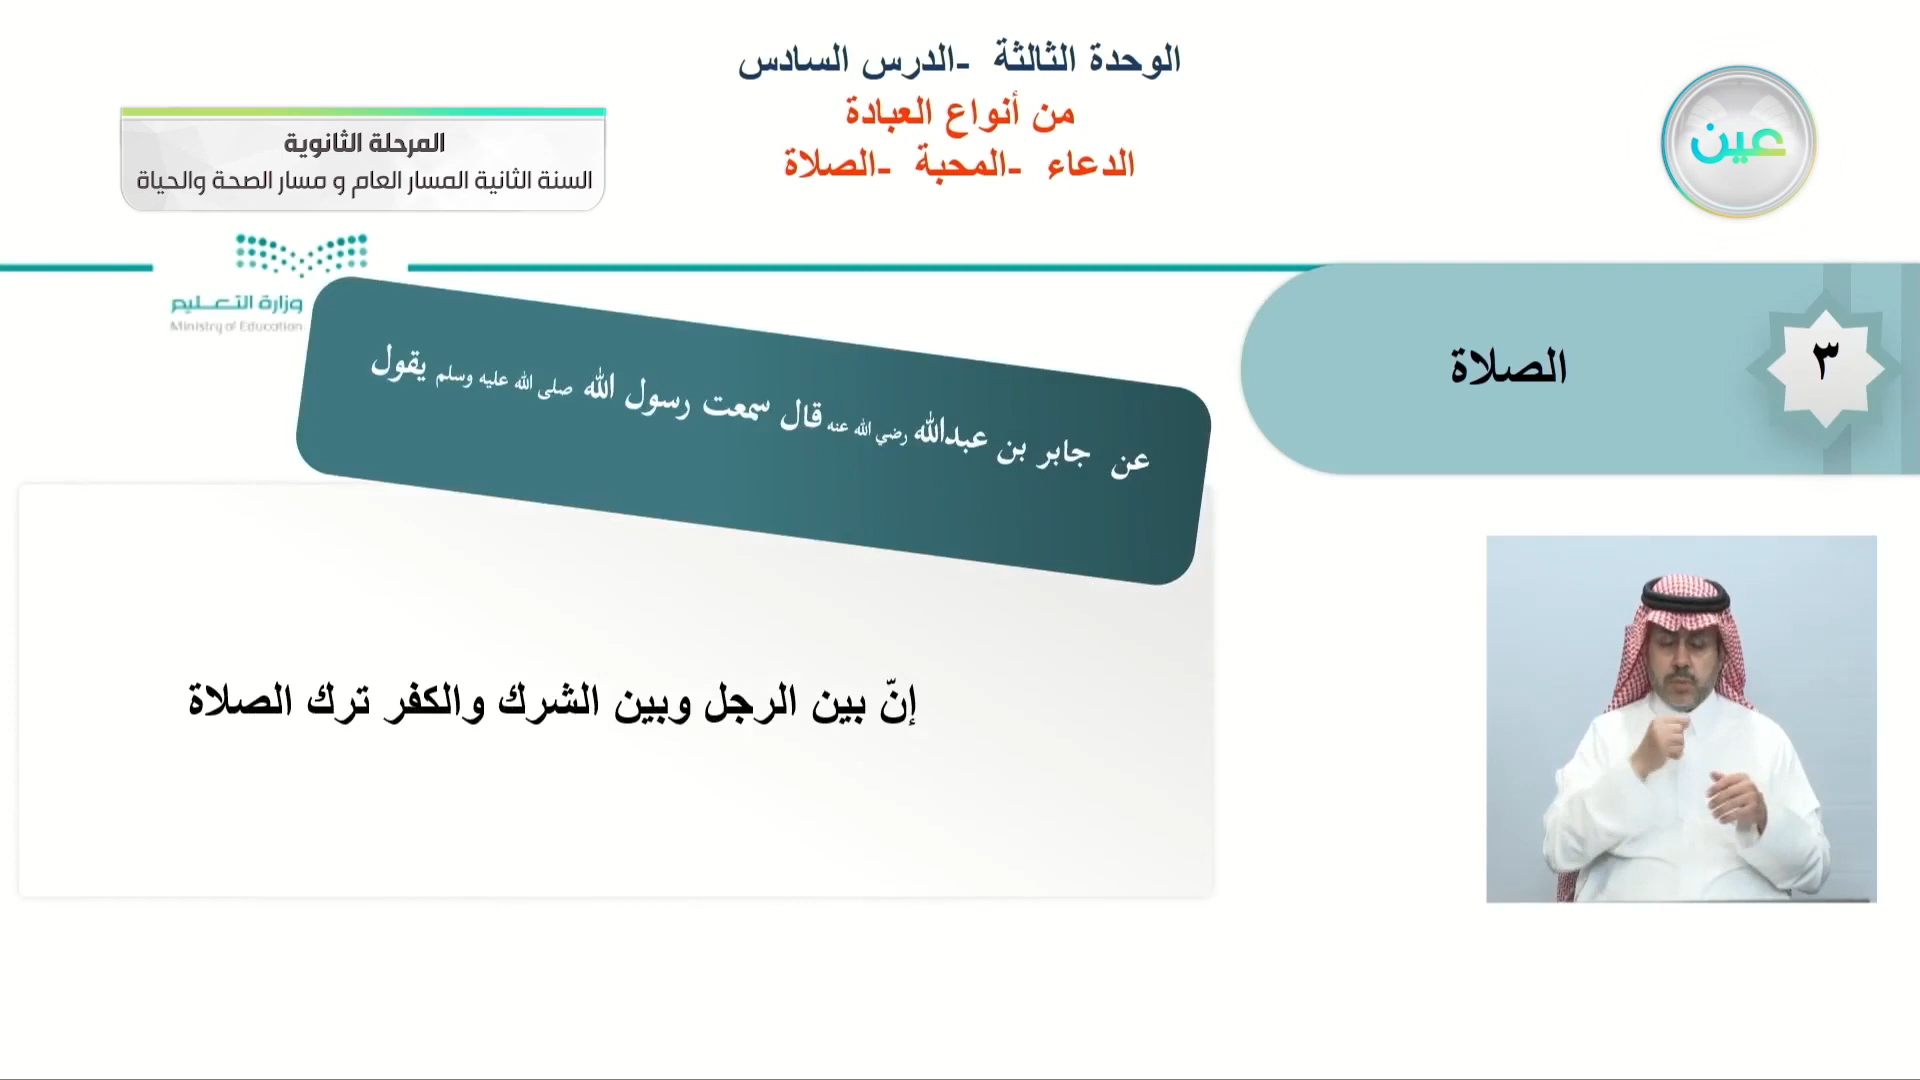 الوحدة الثالثة -الدرس السادس
من أنواع العبادة
الدعاء -المحبة -الصلاة
عين
المرحلة الثانوية
السنة الثانية المسار العام و مسار الصحة والحياة
وزارة التعليم
Ministry of Education
٣
الصلاة
عن جابر بن عبدالله رضي الله عنه قال سمعت رسول الله صلى الله عليه وسلم يقول
إنّ بين الرجل وبين الشرك والكفر ترك الصلاة